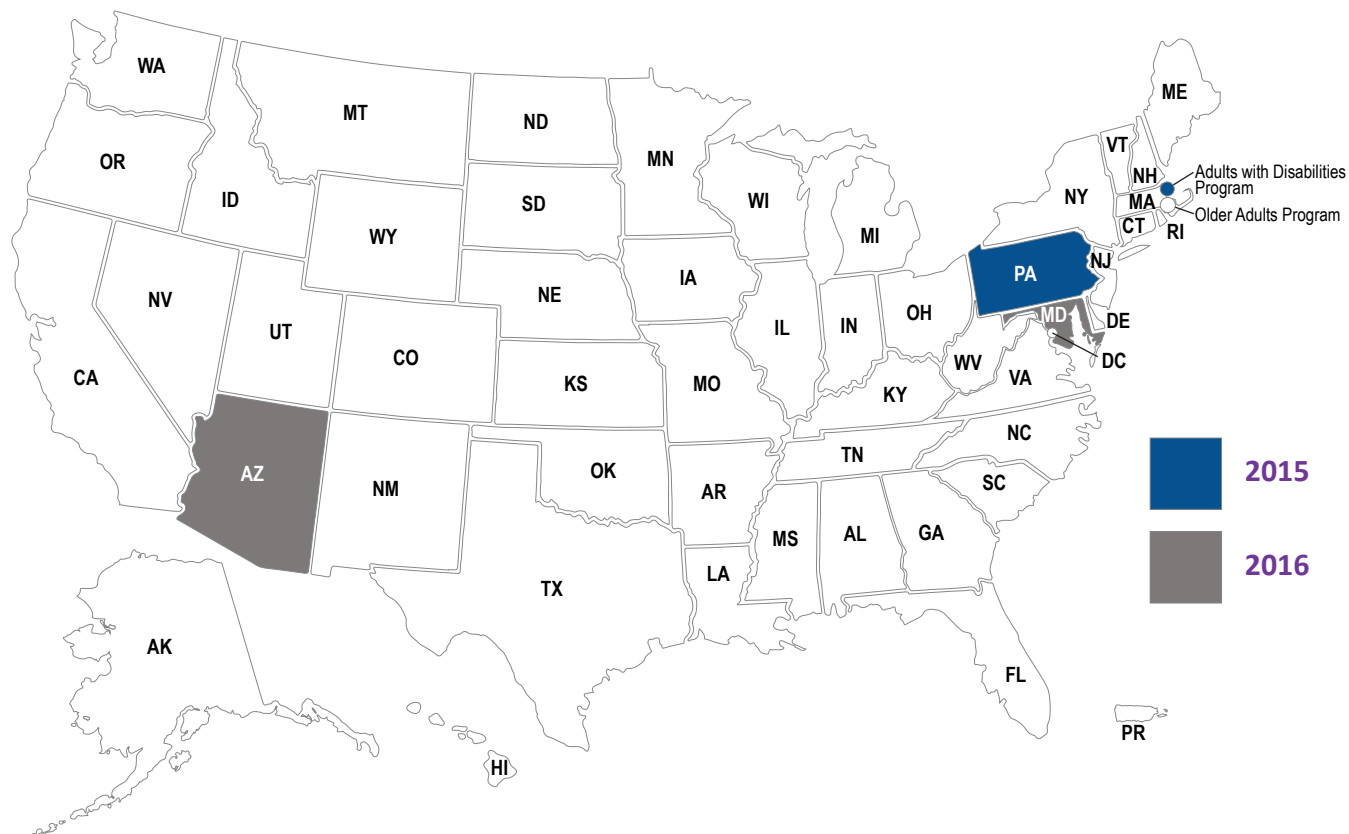 WA
MT
ND
MN
ME
OR
ID
SD
WI
VT
NH
Adults with Disabilities
Program
NY
MA
Older Adults Program
WY
MI
CT
RI
IA
NE
PA
NJ
NV
UT
CO
IL
IN
OH
MD
DE
DC
CA
KS
MO
WV
VA
KY
NC
AZ
NM
OK
AR
TN
SC
2015
MS
AL
GA
LA
2016
TX
AK
FL
PR
HI